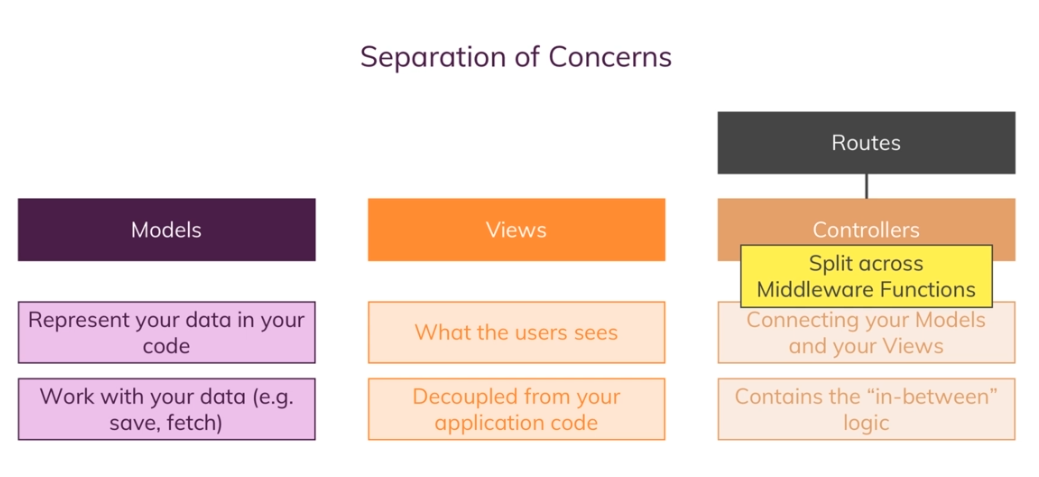 Separation of Concerns
Routes
Models
Views
Controllers
Split across
Middleware Functions
Represent your data in your
code
What the users sees
Connecting your Models
and your Views
Work with your data (e.g.
save, fetch)
Decoupled from your
application code
Contains the “in-between”
logic